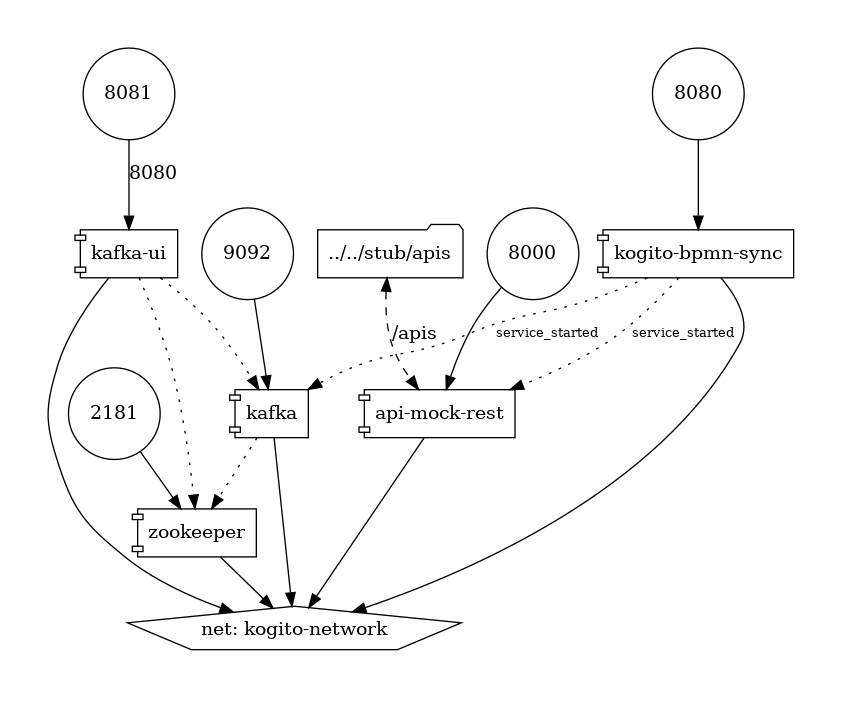 8081
8080
8080
kafka-ui
9092
../../stub/apis
8000
kogito-bpmn-sync
/apis
service_started
service_started
2181
kafka
api-mock-rest
zookeeper
net: kogito-network